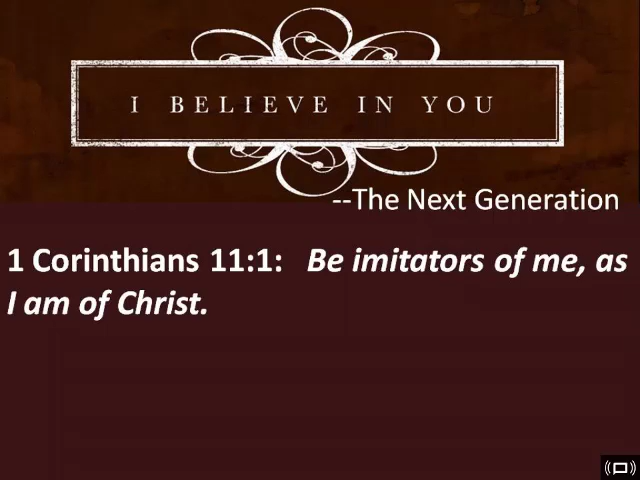 I BELIEVE IN YOU
--The Next Generation
1 Corinthians 11:1: Be imitators of me, as
I am of Christ.